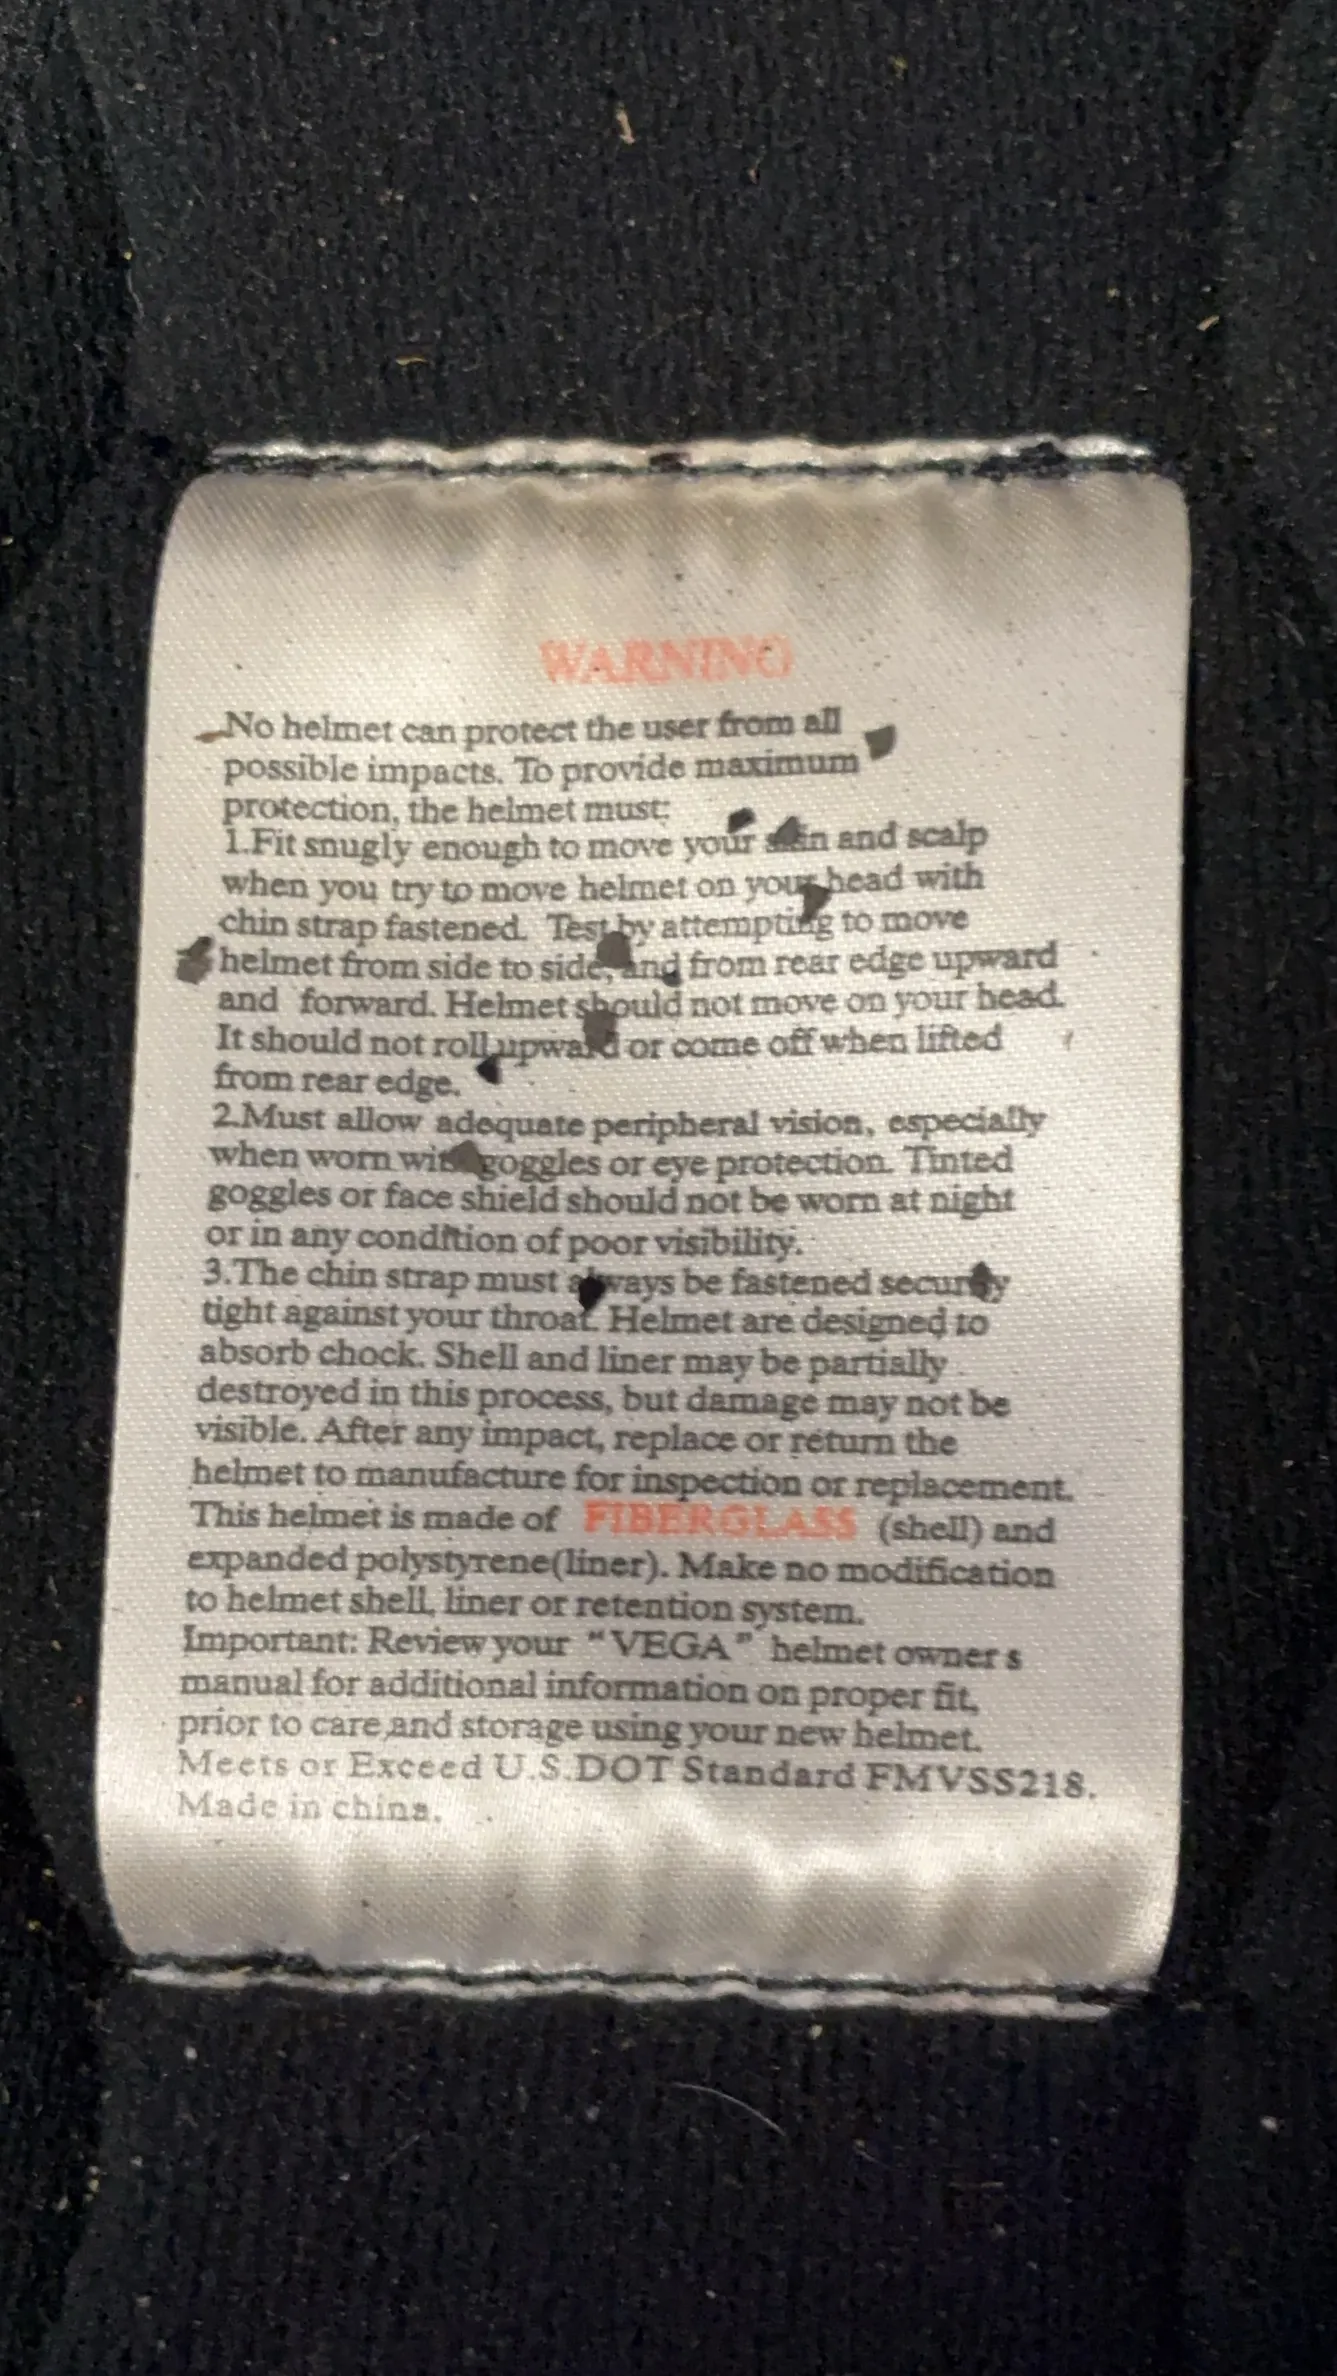 WARNING
No helmet can protect the user from all
possible impacts. To provide maximum
protection, the helmet must:
1.Fit snugly enough to move your skin and scalp
when you try to move helmet on your head with
chin strap fastened. Test by attempting to move
helmet from side to side, and from rear edge upward
and forward. Helmet should not move on your head.
It should not roll upward or come off when lifted
from rear edge.
2.Must allow adequate peripheral vision, especially
when worn with goggles or eye protection. Tinted
goggles or face shield should not be worn at night
or in any condition of poor visibility.
3.The chin strap must always be fastened securely
tight against your throat. Helmet are designed to
absorb chock. Shell and liner may be partially
destroyed in this process, but damage may not be
visible. After any impact, replace or return the
helmet to manufacture for inspection or replacement.
This helmet is made of FIBERGLASS (shell) and
expanded polystyrene(liner). Make no modification
to helmet shell, liner or retention system.
Important: Review your "VEGA" helmet owner s
manual for additional information on proper fit,
prior to care,and storage using your new helmet.
Meets or Exceed U.S.DOT Standard FMVSS218.
Made in china.